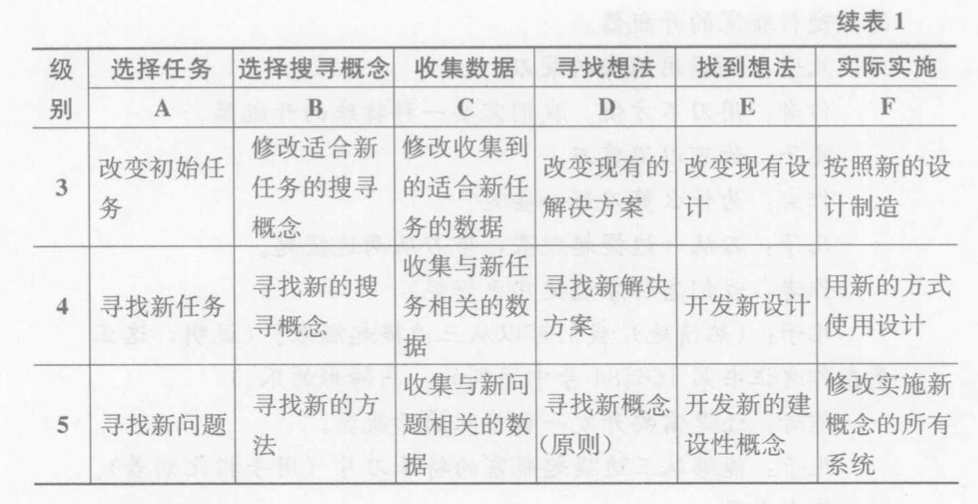 续表 1
级别 选择任务 选择搜寻概念 收集数据 寻找想法 找到想法 实际实施
A B C D E F
3 改变初始任务 修改适合新任务的搜寻概念 修改收集到的适合新任务的数据 改变现有的解决方案 改变现有设计 按照新的设计制造
4 寻找新任务 寻找新的搜寻概念 收集与新任务相关的数据 寻找新解决方案 开发新设计 用新的方式使用设计
5 寻找新问题 寻找新的方法 收集与新问题相关的数据 寻找新概念(原则) 开发新的建设性概念 修改实施新概念的所有系统